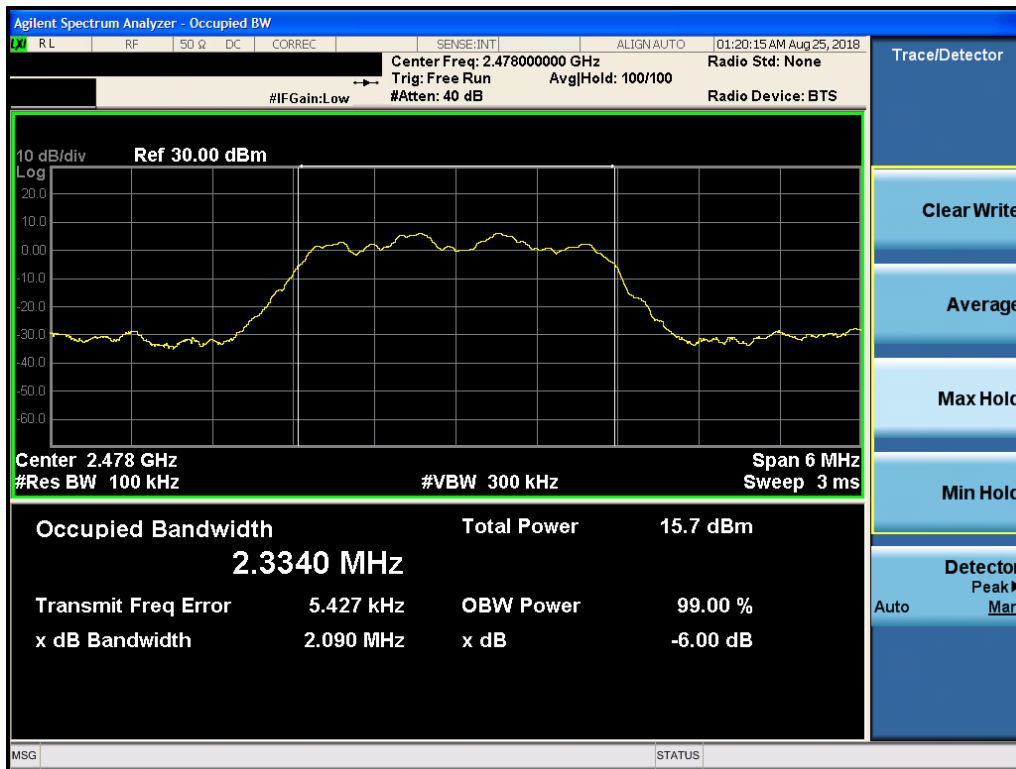 Agilent Spectrum Analyzer - Occupied BW
LXI RL RF 50 Ω DC CORREC SENSE:INT ALIGN AUTO 01:20:15 AM Aug 25, 2018
Center Freq: 2.478000000 GHz Radio Std: None
Trig: Free Run Avg|Hold: 100/100
#IFGain:Low #Atten: 40 dB Radio Device: BTS
Trace/Detector
10 dB/div Ref 30.00 dBm
Log
20.0
10.0
0.00
-10.0
-20.0
-30.0
-40.0
-50.0
-60.0
Center 2.478 GHz Span 6 MHz
#Res BW 100 kHz #VBW 300 kHz Sweep 3 ms
Occupied Bandwidth Total Power 15.7 dBm
2.3340 MHz
Transmit Freq Error 5.427 kHz OBW Power 99.00 %
x dB Bandwidth 2.090 MHz x dB -6.00 dB
Clear Write
Average
Max Hold
Min Hold
Detector
Peak
Auto Man
MSG STATUS